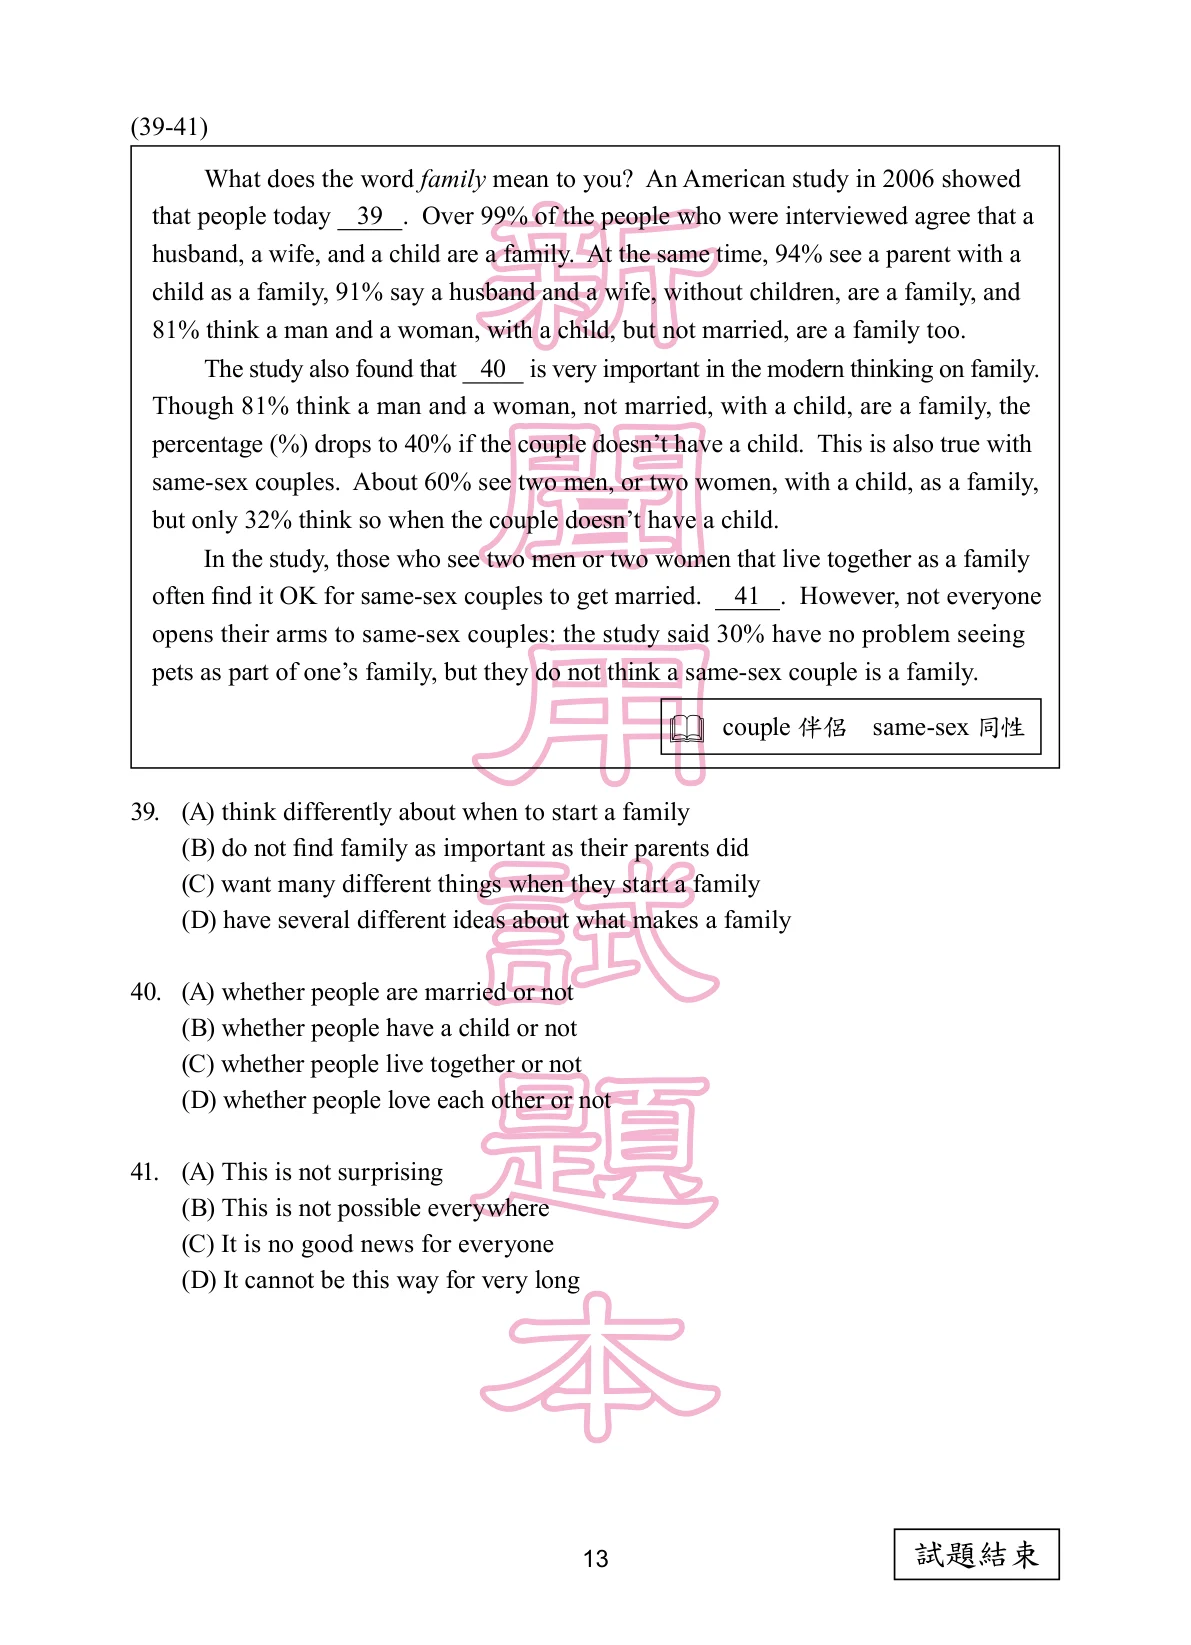 (39-41)
What does the word family mean to you? An American study in 2006 showed
that people today 39 . Over 99% of the people who were interviewed agree that a
husband, a wife, and a child are a family. At the same time, 94% see a parent with a
child as a family, 91% say a husband and a wife, without children, are a family, and
81% think a man and a woman, with a child, but not married, are a family too.
The study also found that 40 is very important in the modern thinking on family.
Though 81% think a man and a woman, not married, with a child, are a family, the
percentage (%) drops to 40% if the couple doesn’t have a child. This is also true with
same-sex couples. About 60% see two men, or two women, with a child, as a family,
but only 32% think so when the couple doesn’t have a child.
In the study, those who see two men or two women that live together as a family
often find it OK for same-sex couples to get married. 41 . However, not everyone
opens their arms to same-sex couples: the study said 30% have no problem seeing
pets as part of one’s family, but they do not think a same-sex couple is a family.
couple 伴侶 same-sex 同性
39. (A) think differently about when to start a family
(B) do not find family as important as their parents did
(C) want many different things when they start a family
(D) have several different ideas about what makes a family
40. (A) whether people are married or not
(B) whether people have a child or not
(C) whether people live together or not
(D) whether people love each other or not
41. (A) This is not surprising
(B) This is not possible everywhere
(C) It is no good news for everyone
(D) It cannot be this way for very long
新聞用試題本
13
試題結束